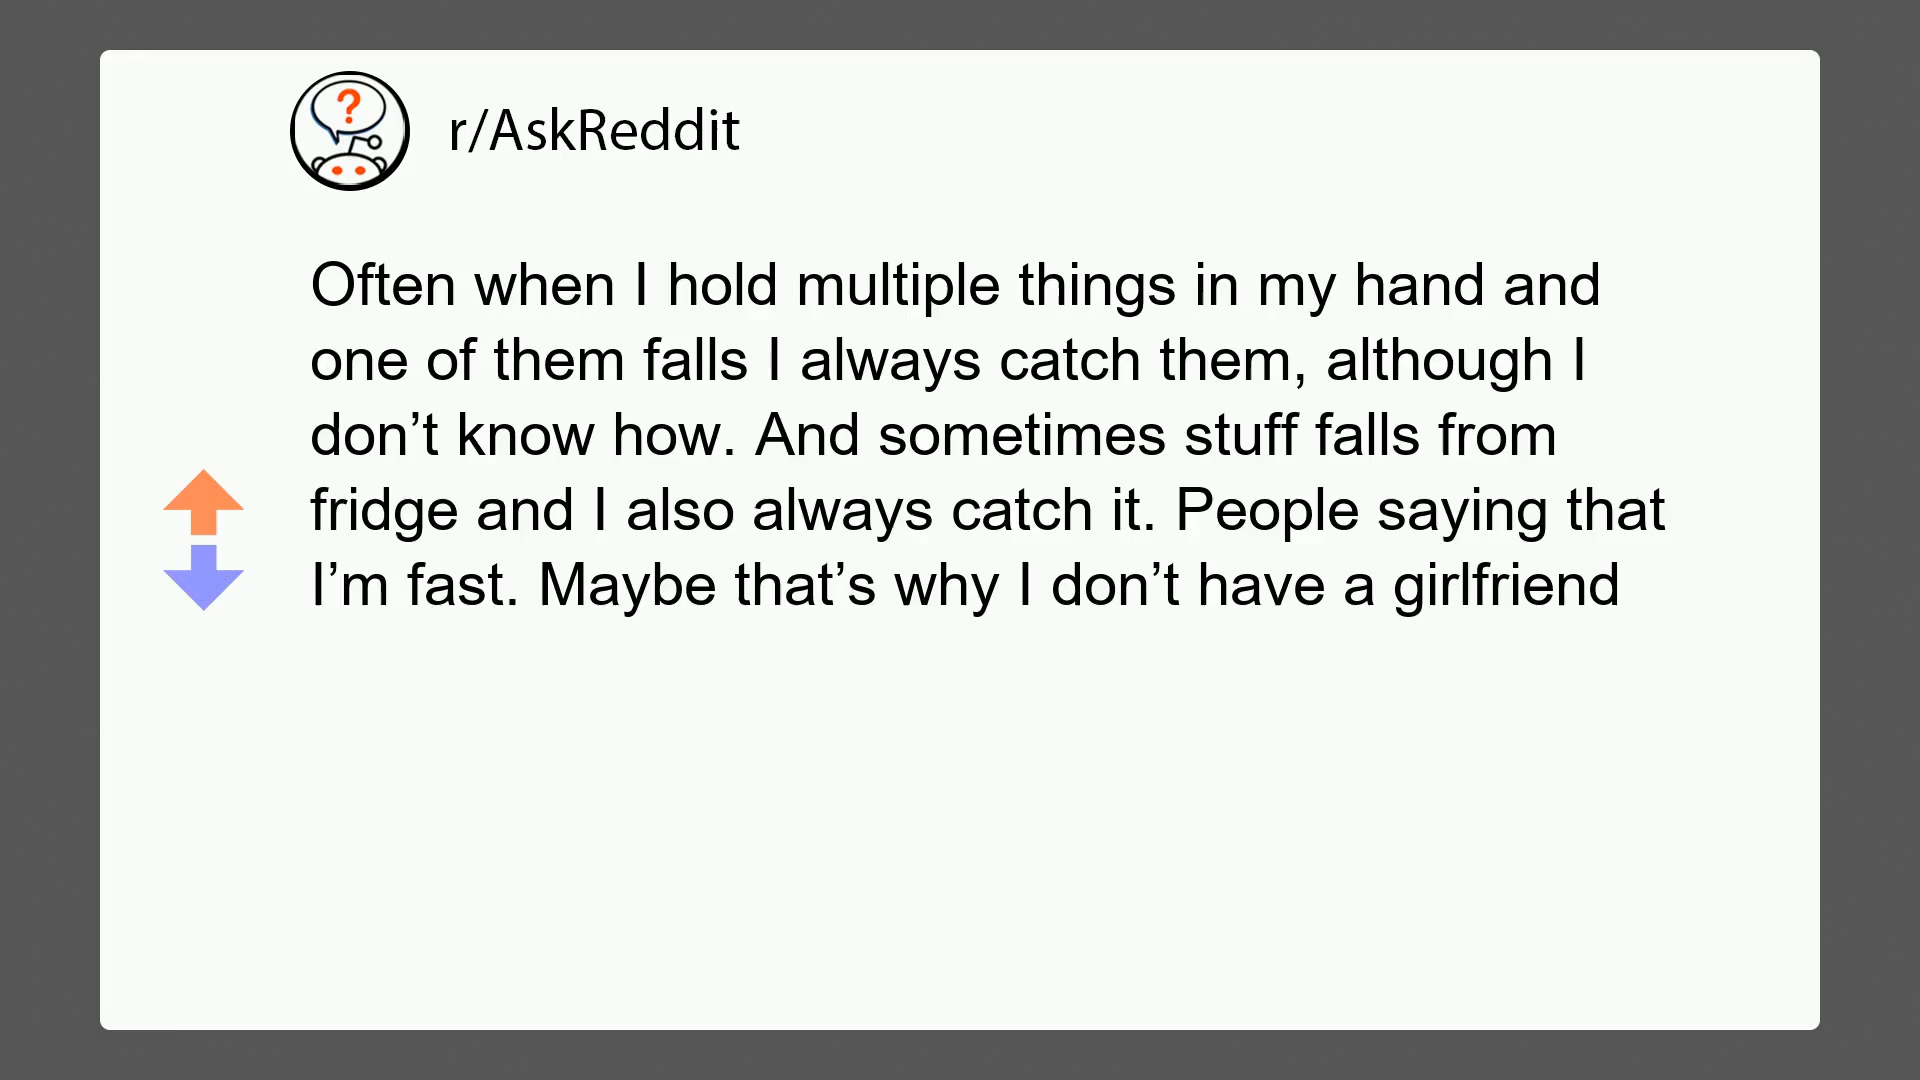 r/AskReddit
Often when I hold multiple things in my hand and
one of them falls I always catch them, although I
don’t know how. And sometimes stuff falls from
fridge and I also always catch it. People saying that
I’m fast. Maybe that’s why I don’t have a girlfriend